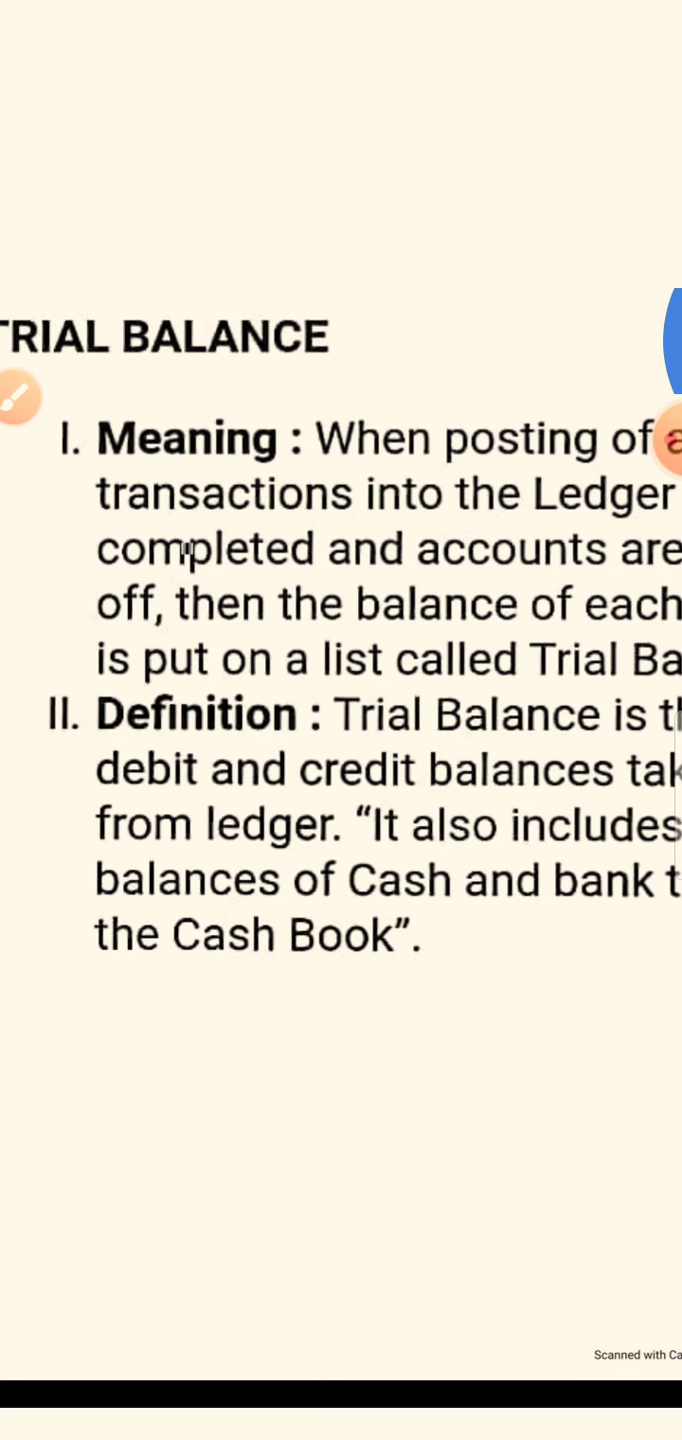 TRIAL BALANCE
I. Meaning : When posting of
transactions into the Ledger
completed and accounts are
off, then the balance of each
is put on a list called Trial Ba
II. Definition : Trial Balance is
debit and credit balances
from ledger. “It also includes
balances of Cash and bank t
the Cash Book”.
Scanned with Ca